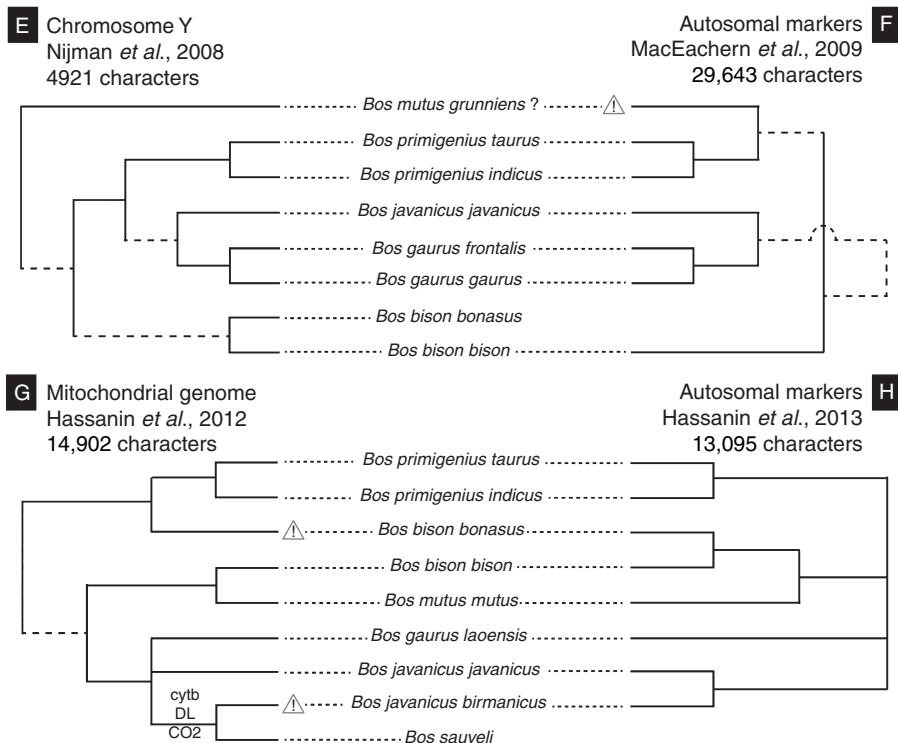 E Chromosome Y
Nijman et al., 2008
4921 characters
Autosomal markers F
MacEachern et al., 2009
29,643 characters
Bos mutus grunniens ?
Bos primigenius taurus
Bos primigenius indicus
Bos javanicus javanicus
Bos gaurus frontalis
Bos gaurus gaurus
Bos bison bonasus
Bos bison bison
G Mitochondrial genome
Hassanin et al., 2012
14,902 characters
Autosomal markers H
Hassanin et al., 2013
13,095 characters
Bos primigenius taurus
Bos primigenius indicus
Bos bison bonasus
Bos bison bison
Bos mutus mutus
Bos gaurus laoensis
Bos javanicus javanicus
cytb
DL
CO2
Bos javanicus birmanicus
Bos sauveli